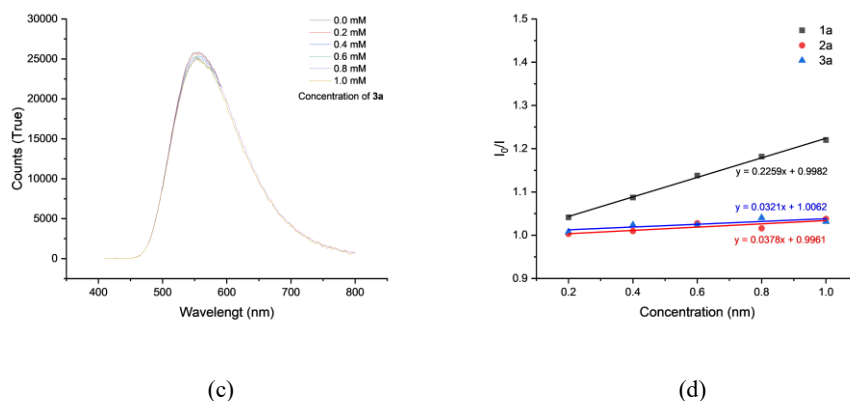 30000
25000
20000
15000
10000
5000
0
Counts (True)
400
500
600
700
800
Wavelengt (nm)
0.0 mM
0.2 mM
0.4 mM
0.6 mM
0.8 mM
1.0 mM
Concentration of 3a
(c)
1.5
1.4
1.3
1.2
1.1
1.0
0.9
I₀/I
0.2
0.4
0.6
0.8
1.0
Concentration (nm)
1a
2a
3a
y = 0.2259x + 0.9982
y = 0.0321x + 1.0062
y = 0.0378x + 0.9961
(d)